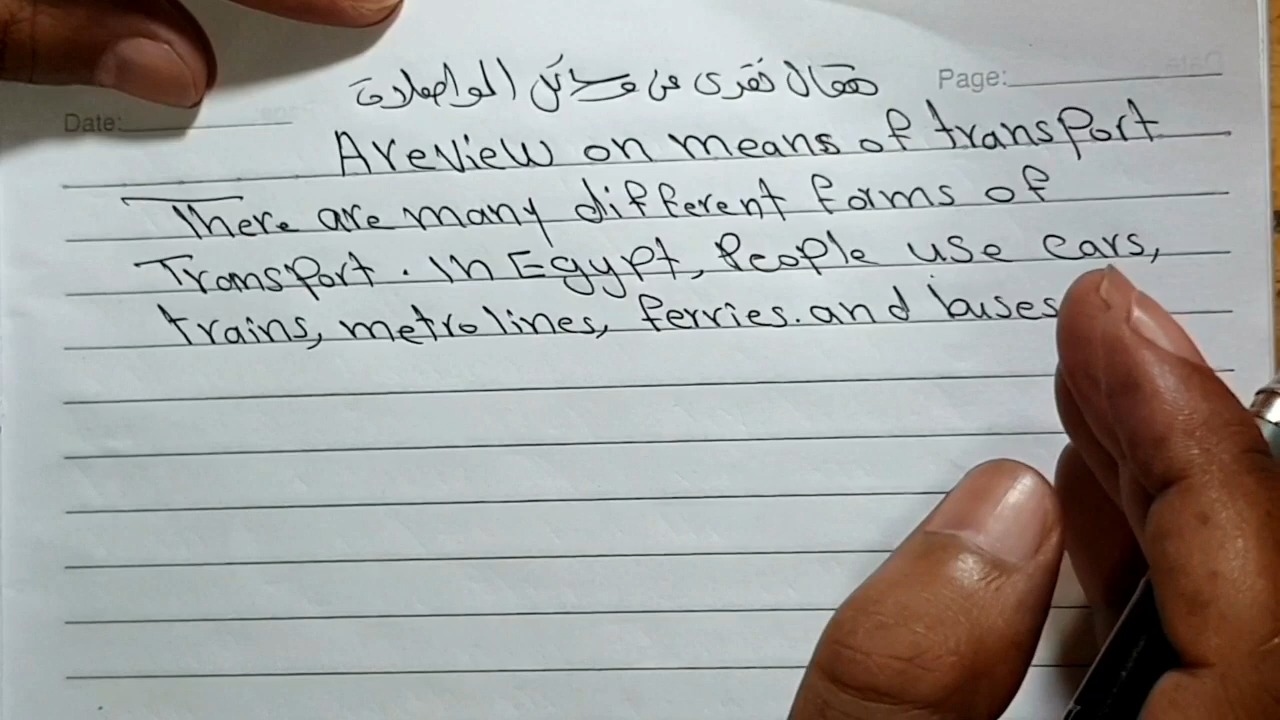 مقال نقدى عن وسائل المواصلات
Page:
Date:
A review on means of transport
There are many different forms of
Transport. In Egypt, People use cars,
trains, metro lines, ferries. and buses